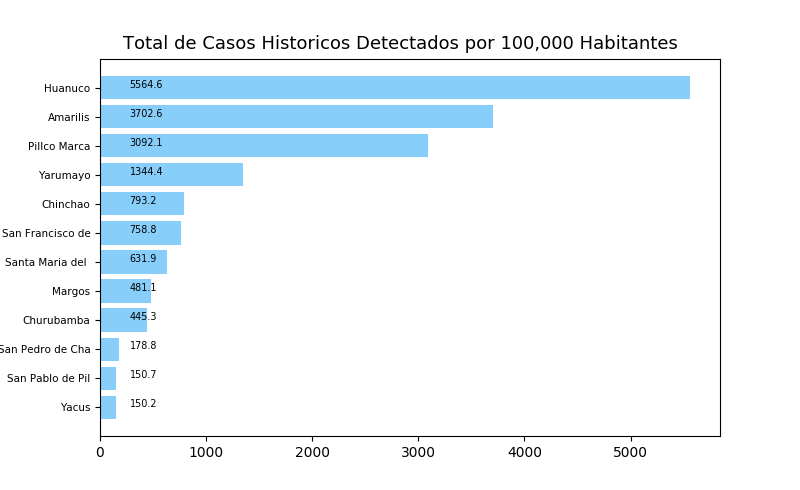 Total de Casos Historicos Detectados por 100,000 Habitantes
Huanuco 5564.6
Amarilis 3702.6
Pillco Marca 3092.1
Yarumayo 1344.4
Chinchao 793.2
San Francisco de 758.8
Santa Maria del 631.9
Margos 481.1
Churubamba 445.3
San Pedro de Cha 178.8
San Pablo de Pil 150.7
Yacus 150.2
0 1000 2000 3000 4000 5000